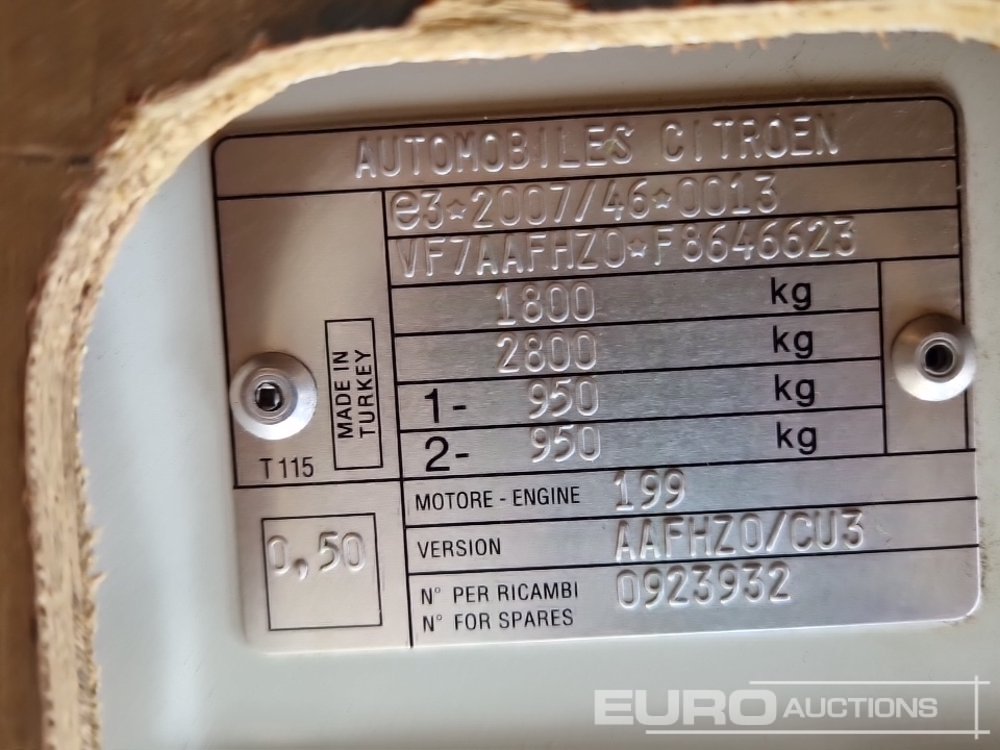 AUTOMOBILES CITROEN
e3*2007/46*0013
VF7AAFHZ0*F8646623
1800 kg
2800 kg
1- 950 kg
2- 950 kg
MADE IN
TURKEY
T115
0,50
MOTORE - ENGINE 199
VERSION AAFHZ0/CU3
N° PER RICAMBI
N° FOR SPARES
0923932
EURO AUCTIONS